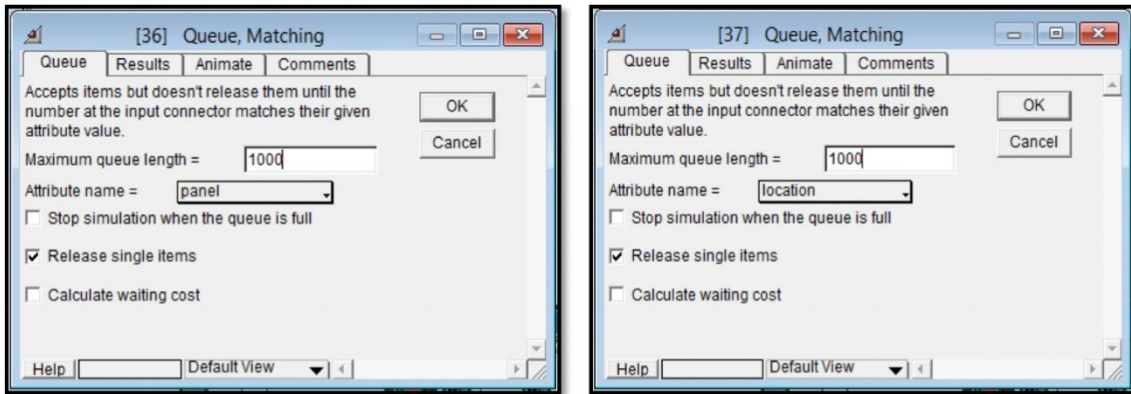 [36] Queue, Matching
Queue Results Animate Comments
Accepts items but doesn't release them until the
number at the input connector matches their given
attribute value.
OK
Cancel
Maximum queue length = 1000
Attribute name = panel
Stop simulation when the queue is full
Release single items
Calculate waiting cost
Help Default View
[37] Queue, Matching
Queue Results Animate Comments
Accepts items but doesn't release them until the
number at the input connector matches their given
attribute value.
OK
Cancel
Maximum queue length = 1000
Attribute name = location
Stop simulation when the queue is full
Release single items
Calculate waiting cost
Help Default View